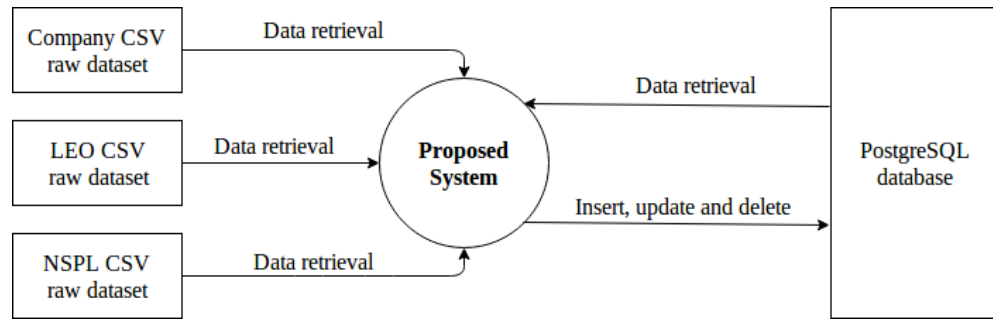 Company CSV
raw dataset
Data retrieval
LEO CSV
raw dataset
Data retrieval
NSPL CSV
raw dataset
Data retrieval
Proposed
System
Data retrieval
Insert, update and delete
PostgreSQL
database